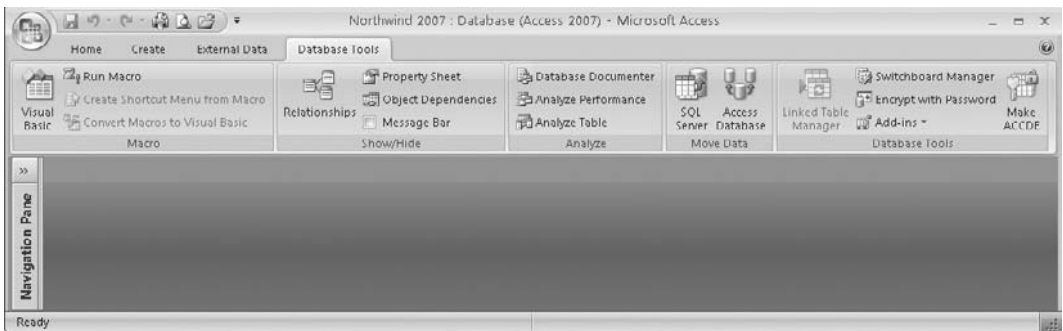 Northwind 2007 : Database (Access 2007) - Microsoft Access
Home Create External Data Database Tools
Visual Basic
Run Macro
Create Shortcut Menu from Macro
Convert Macros to Visual Basic
Macro
Relationships
Property Sheet
Object Dependencies
Message Bar
Show/Hide
Database Documenter
Analyze Performance
Analyze Table
Analyze
SQL Server
Access Database
Move Data
Linked Table Manager
Switchboard Manager
Encrypt with Password
Add-ins
Make ACCDE
Database Tools
»
Navigation Pane
Ready